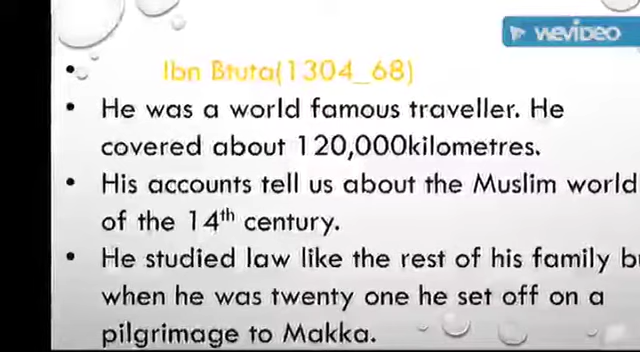 WEVIDEO
Ibn Btuta(1304_68)
• He was a world famous traveller. He
covered about 120,000kilometres.
• His accounts tell us about the Muslim world
of the 14th century.
• He studied law like the rest of his family bu
when he was twenty one he set off on a
pilgrimage to Makka.